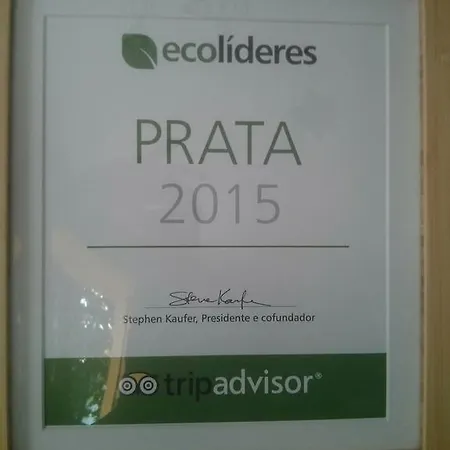 ecolíderes
PRATA
2015
Steve Kaufer
Stephen Kaufer, Presidente e cofundador
tripadvisor®